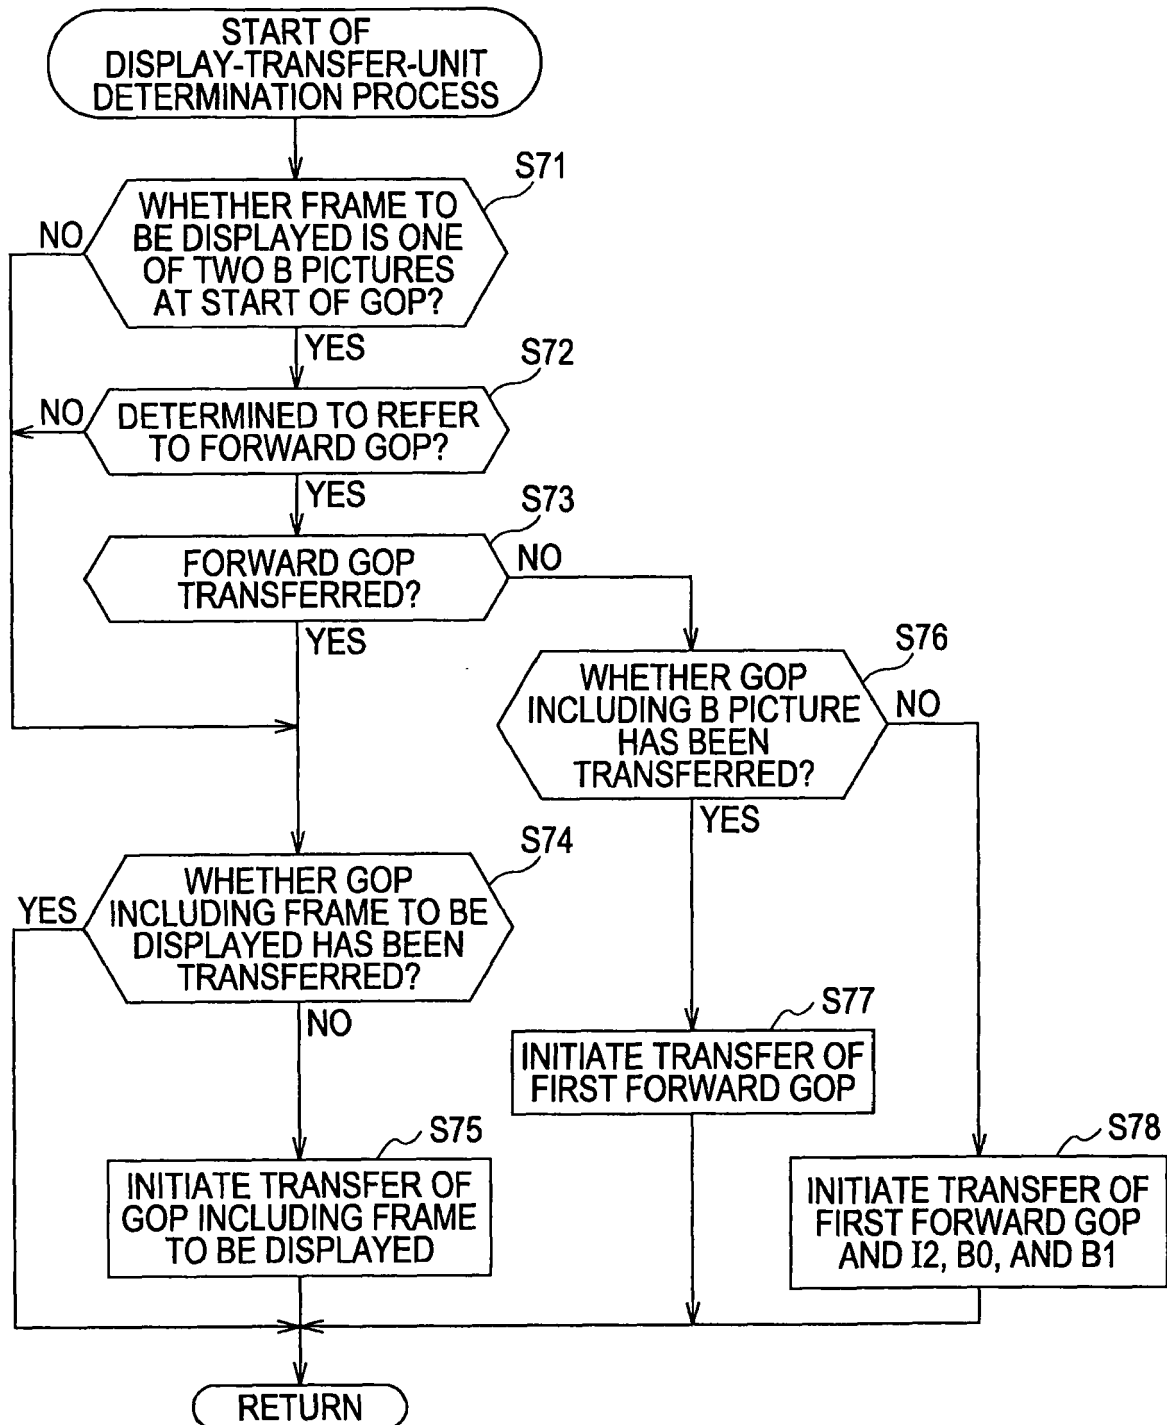 START OF
DISPLAY-TRANSFER-UNIT
DETERMINATION PROCESS
S71
WHETHER FRAME TO
BE DISPLAYED IS ONE
OF TWO B PICTURES
AT START OF GOP?
NO
YES
S72
DETERMINED TO REFER
TO FORWARD GOP?
NO
YES
S73
FORWARD GOP
TRANSFERRED?
NO
YES
S76
WHETHER GOP
INCLUDING B PICTURE
HAS BEEN
TRANSFERRED?
NO
YES
S74
WHETHER GOP
INCLUDING FRAME TO BE
DISPLAYED HAS BEEN
TRANSFERRED?
YES
NO
S77
INITIATE TRANSFER OF
FIRST FORWARD GOP
S75
INITIATE TRANSFER OF
GOP INCLUDING FRAME
TO BE DISPLAYED
S78
INITIATE TRANSFER OF
FIRST FORWARD GOP
AND I2, B0, AND B1
RETURN